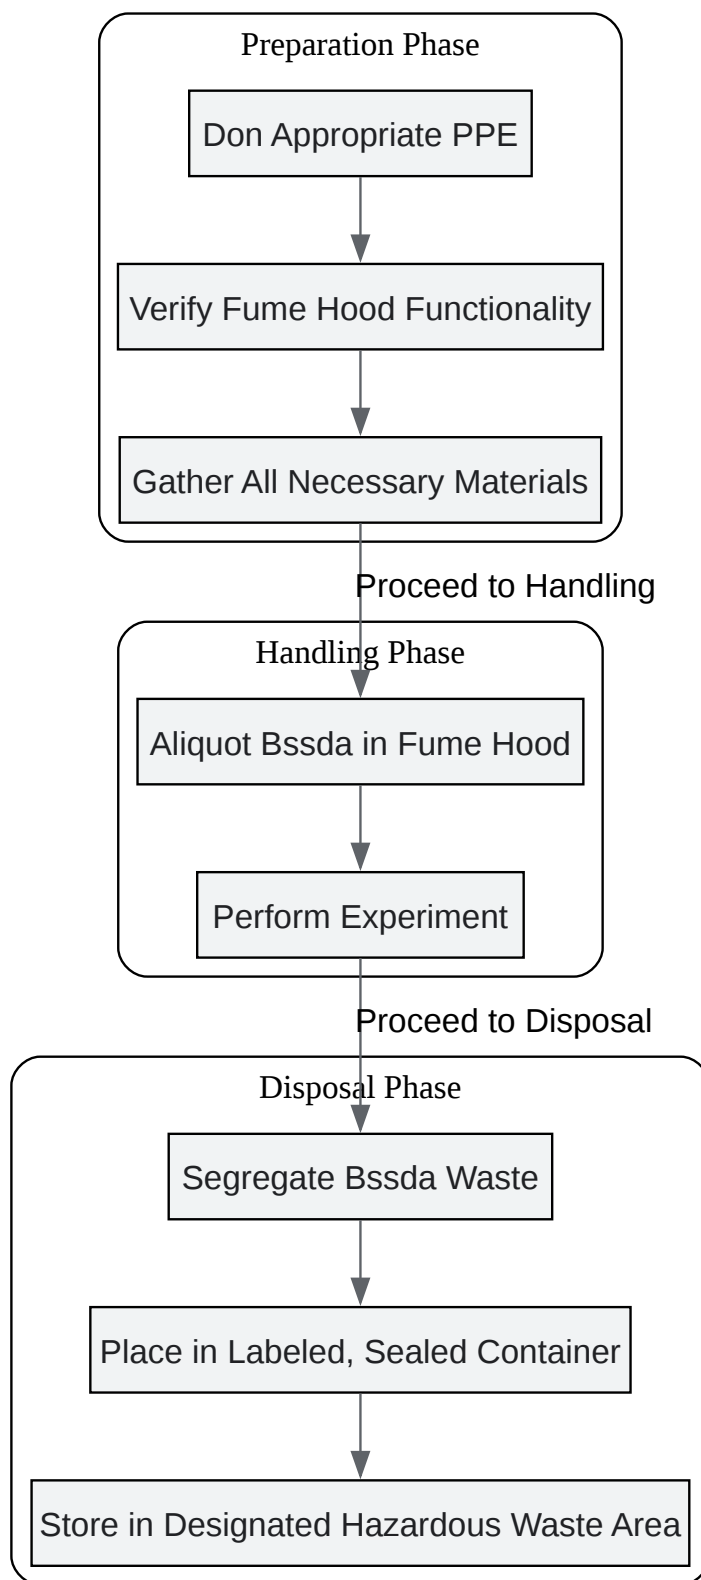 Preparation Phase
Don Appropriate PPE
Verify Fume Hood Functionality
Gather All Necessary Materials
Proceed to Handling
Handling Phase
Aliquot Bssda in Fume Hood
Perform Experiment
Proceed to Disposal
Disposal Phase
Segregate Bssda Waste
Place in Labeled, Sealed Container
Store in Designated Hazardous Waste Area